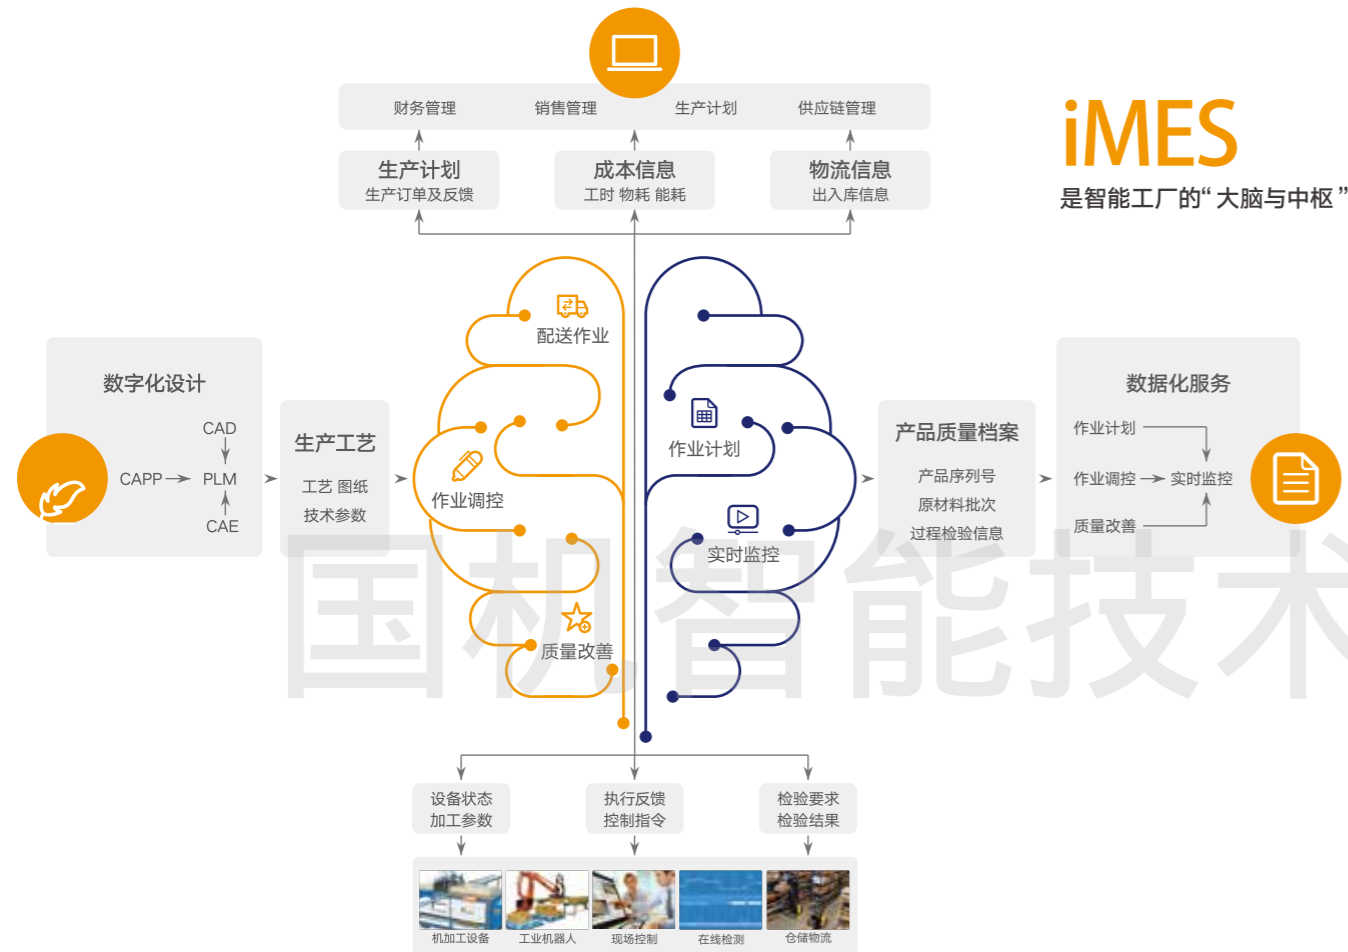 iMES
是智能工厂的“大脑与中枢”
财务管理 销售管理 生产计划 供应链管理
生产计划
生产订单及反馈
成本信息
工时 物耗 能耗
物流信息
出入库信息
数字化设计
CAD
CAPP
PLM
CAE
生产工艺
工艺 图纸
技术参数
配送作业
作业调控
质量改善
作业计划
实时监控
产品质量档案
产品序列号
原材料批次
过程检验信息
数据化服务
作业计划
作业调控
实时监控
质量改善
国机智能技术
设备状态
加工参数
执行反馈
控制指令
检验要求
检验结果
机加工设备
工业机器人
现场控制
在线检测
仓储物流